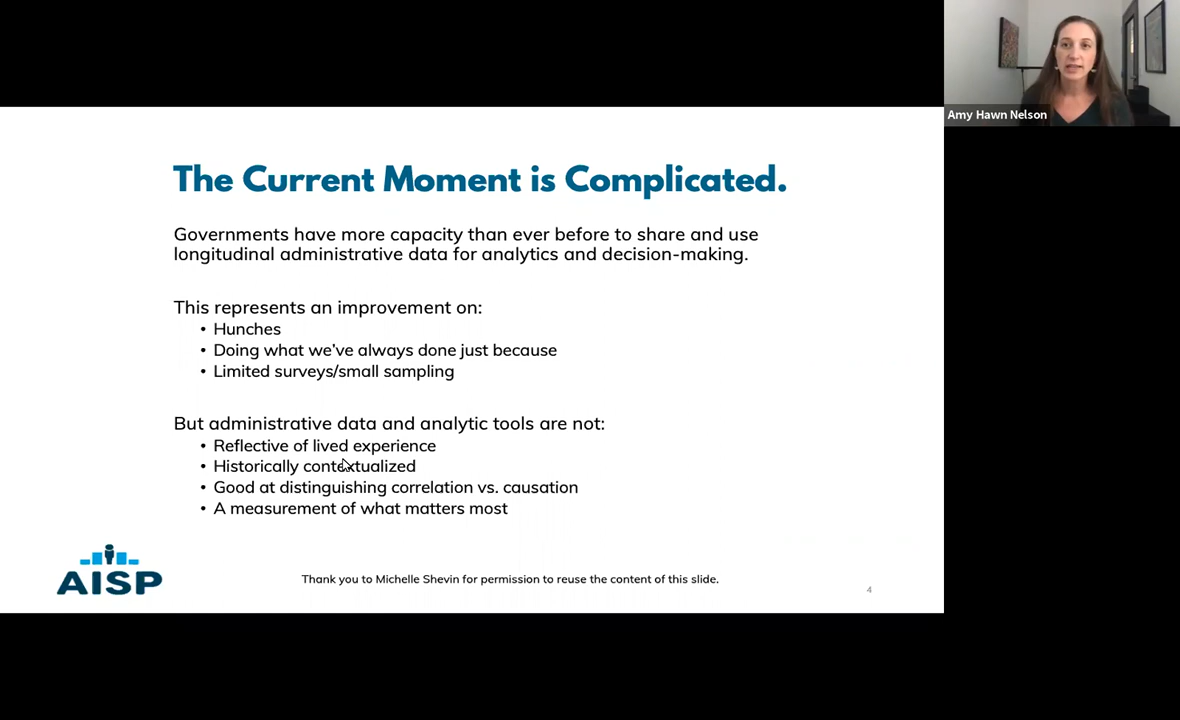 Amy Hawn Nelson
The Current Moment is Complicated.
Governments have more capacity than ever before to share and use
longitudinal administrative data for analytics and decision-making.
This represents an improvement on:
• Hunches
• Doing what we’ve always done just because
• Limited surveys/small sampling
But administrative data and analytic tools are not:
• Reflective of lived experience
• Historically contextualized
• Good at distinguishing correlation vs. causation
• A measurement of what matters most
AISP
Thank you to Michelle Shevin for permission to reuse the content of this slide.
4